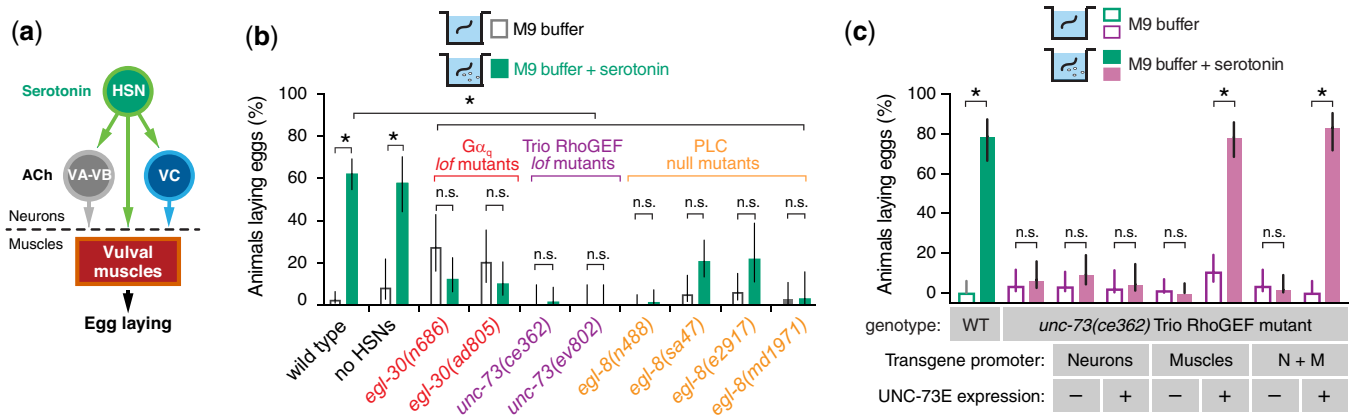 (a)
Serotonin
HSN
ACh
VA-VB
VC
Neurons
Muscles
Vulval
muscles
Egg laying
(b)
M9 buffer
M9 buffer + serotonin
Animals laying eggs (%)
100
80
60
40
20
0
*
*
*
Gαq
lof mutants
Trio RhoGEF
lof mutants
PLC
null mutants
n.s.
n.s.
n.s.
n.s.
n.s.
n.s.
n.s.
n.s.
wild type
no HSNs
egl-30(n686)
egl-30(ad805)
unc-73(ce362)
unc-73(ev802)
egl-8(n488)
egl-8(sa47)
egl-8(e2917)
egl-8(md1971)
(c)
M9 buffer
M9 buffer + serotonin
Animals laying eggs (%)
100
80
60
40
20
0
*
n.s.
n.s.
n.s.
n.s.
*
n.s.
*
genotype:
WT
unc-73(ce362) Trio RhoGEF mutant
Transgene promoter:
Neurons
Muscles
N + M
UNC-73E expression:
− + − + − +